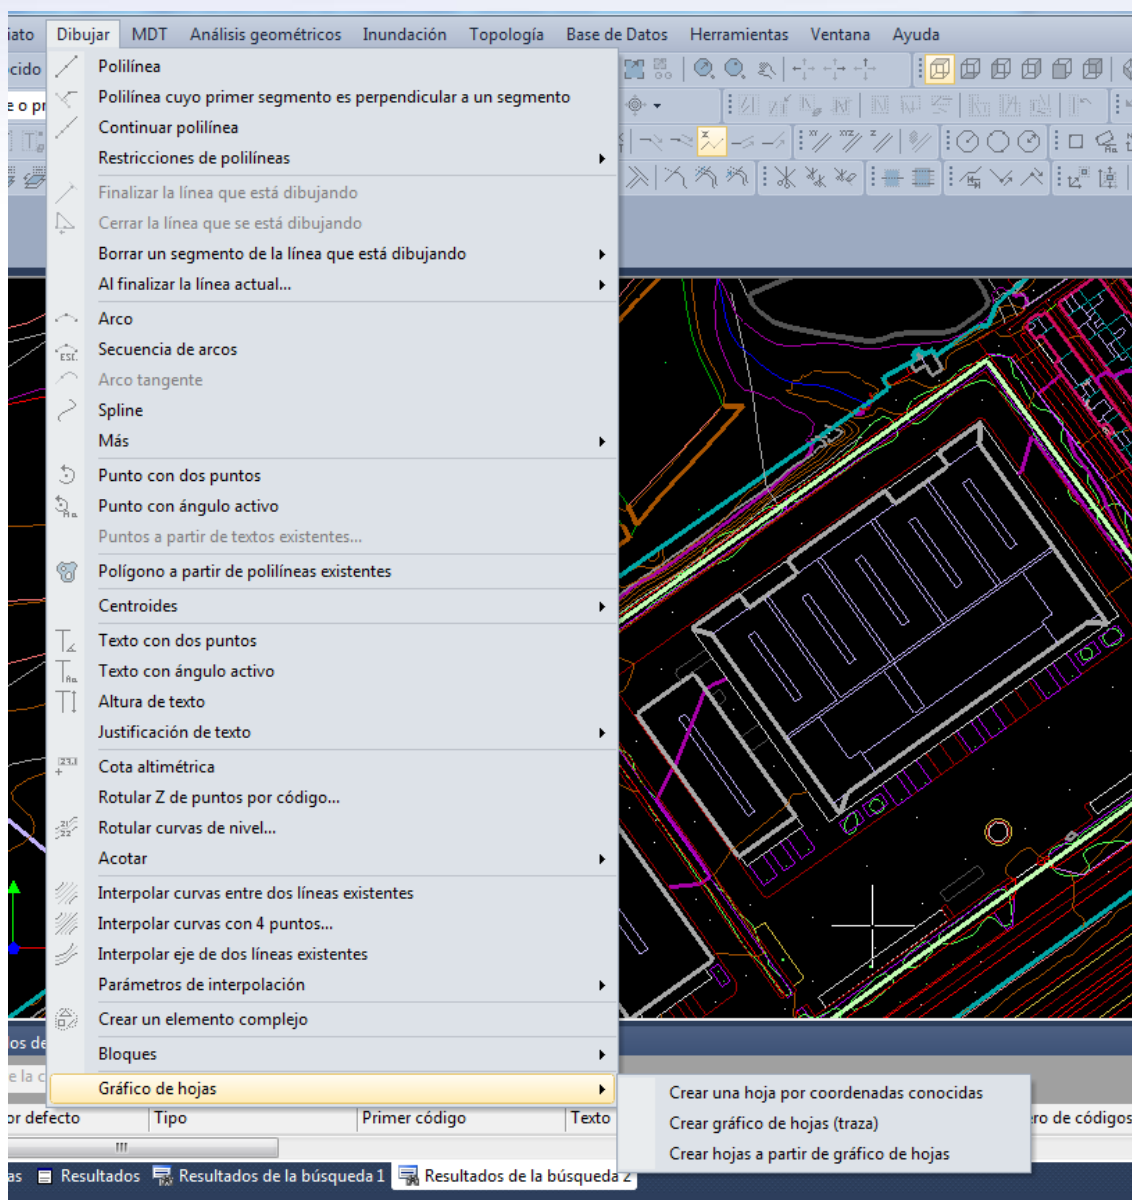 iato Dibujar MDT Análisis geométricos Inundación Topología Base de Datos Herramientas Ventana Ayuda
cido
e o pr
Polilínea
Polilínea cuyo primer segmento es perpendicular a un segmento
Continuar polilínea
Restricciones de polilíneas
Finalizar la línea que está dibujando
Cerrar la línea que se está dibujando
Borrar un segmento de la línea que está dibujando
Al finalizar la línea actual...
Arco
Secuencia de arcos
Arco tangente
Spline
Más
Punto con dos puntos
Punto con ángulo activo
Puntos a partir de textos existentes...
Polígono a partir de polilíneas existentes
Centroides
Texto con dos puntos
Texto con ángulo activo
Altura de texto
Justificación de texto
Cota altimétrica
Rotular Z de puntos por código...
Rotular curvas de nivel...
Acotar
Interpolar curvas entre dos líneas existentes
Interpolar curvas con 4 puntos...
Interpolar eje de dos líneas existentes
Parámetros de interpolación
Crear un elemento complejo
Bloques
Gráfico de hojas
Crear una hoja por coordenadas conocidas
Crear gráfico de hojas (traza)
Crear hojas a partir de gráfico de hojas
os de
e la c
or defecto Tipo Primer código Texto ro de códigos
as Resultados Resultados de la búsqueda 1 Resultados de la búsqueda 2